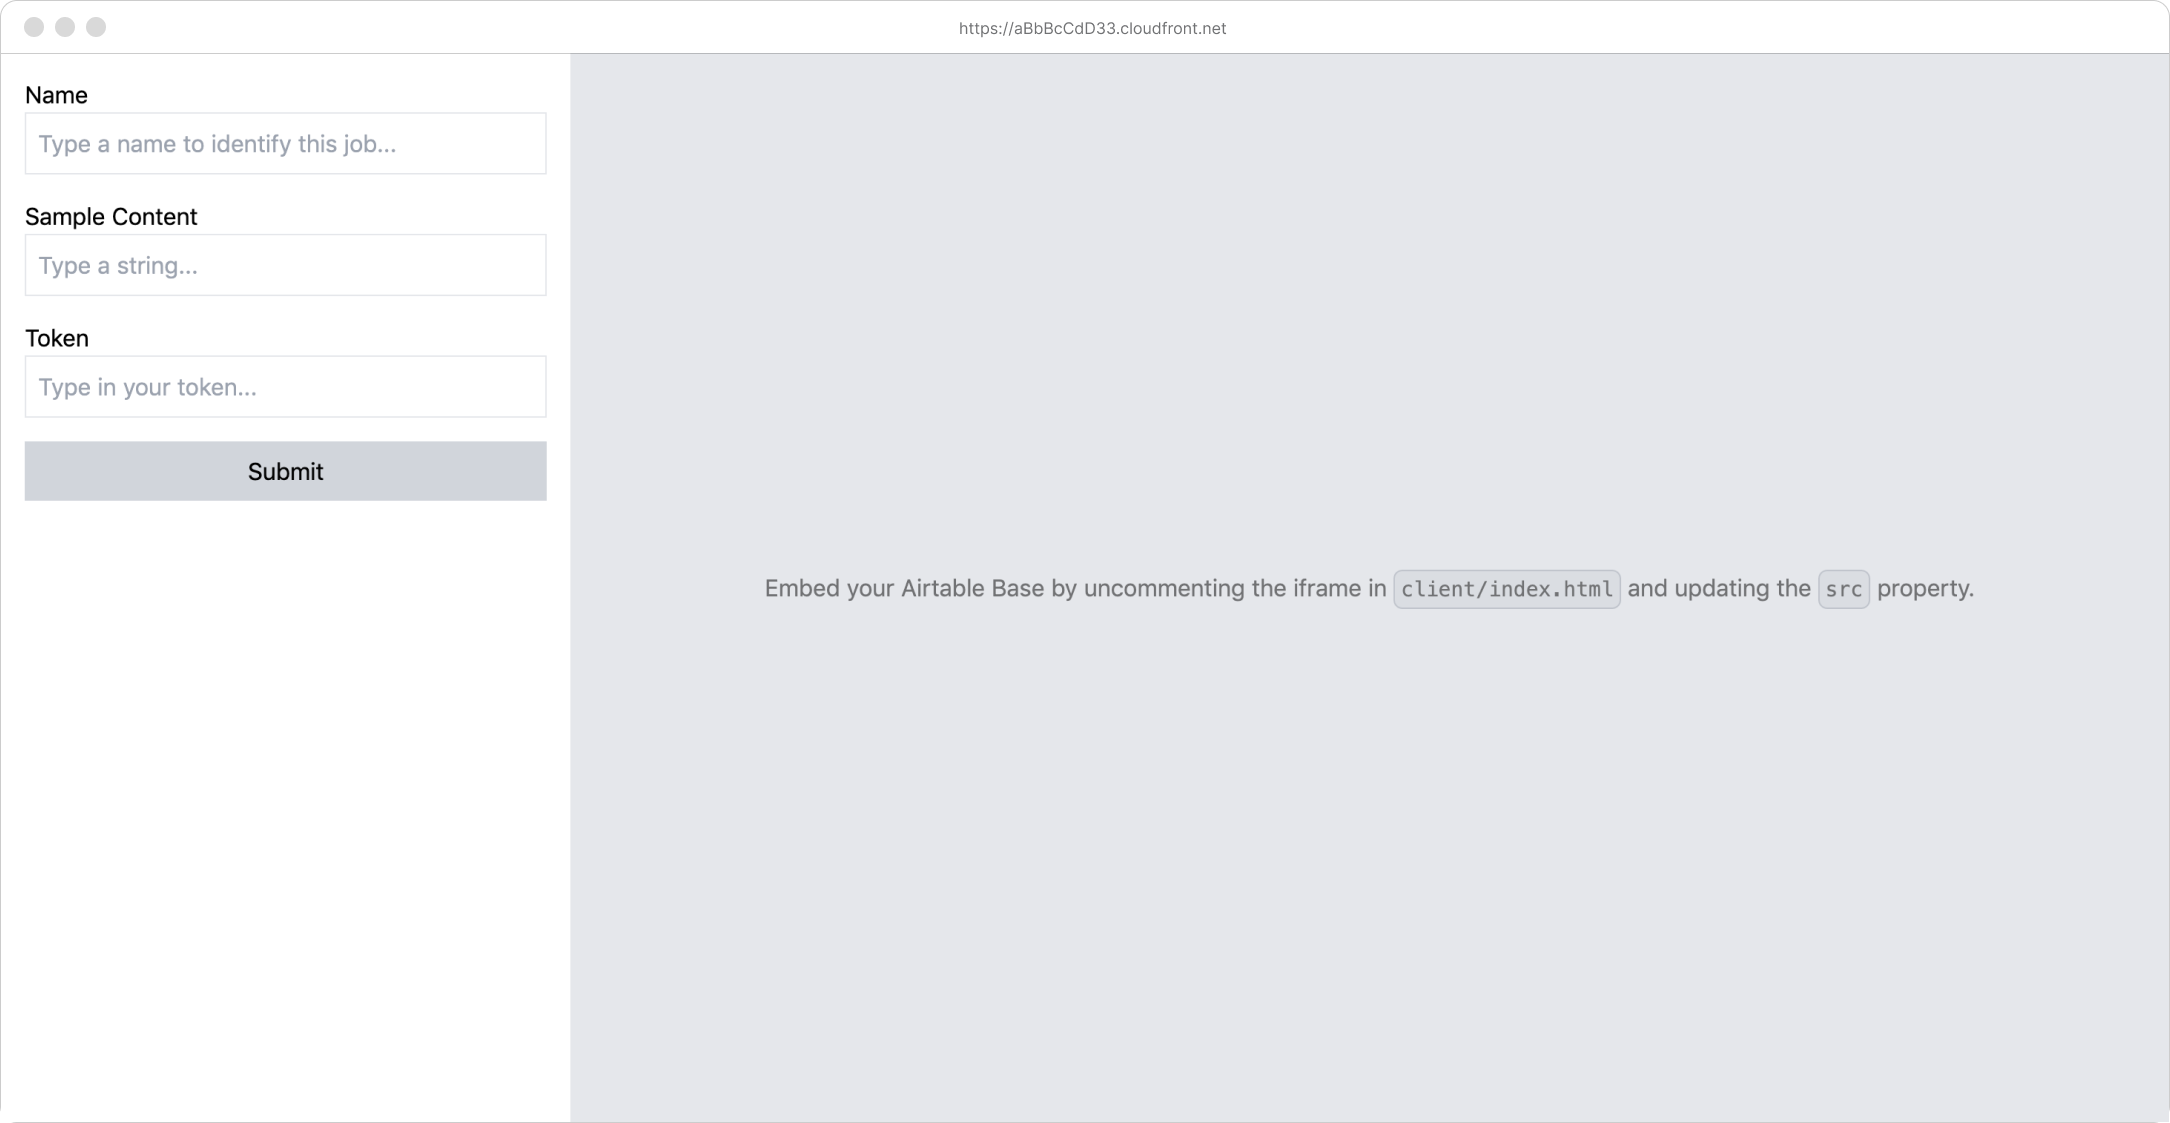 https://aBbBcCdD33.cloudfront.net
Name
Type a name to identify this job...
Sample Content
Type a string...
Token
Type in your token...
Submit
Embed your Airtable Base by uncommenting the iframe in client/index.html and updating the src property.